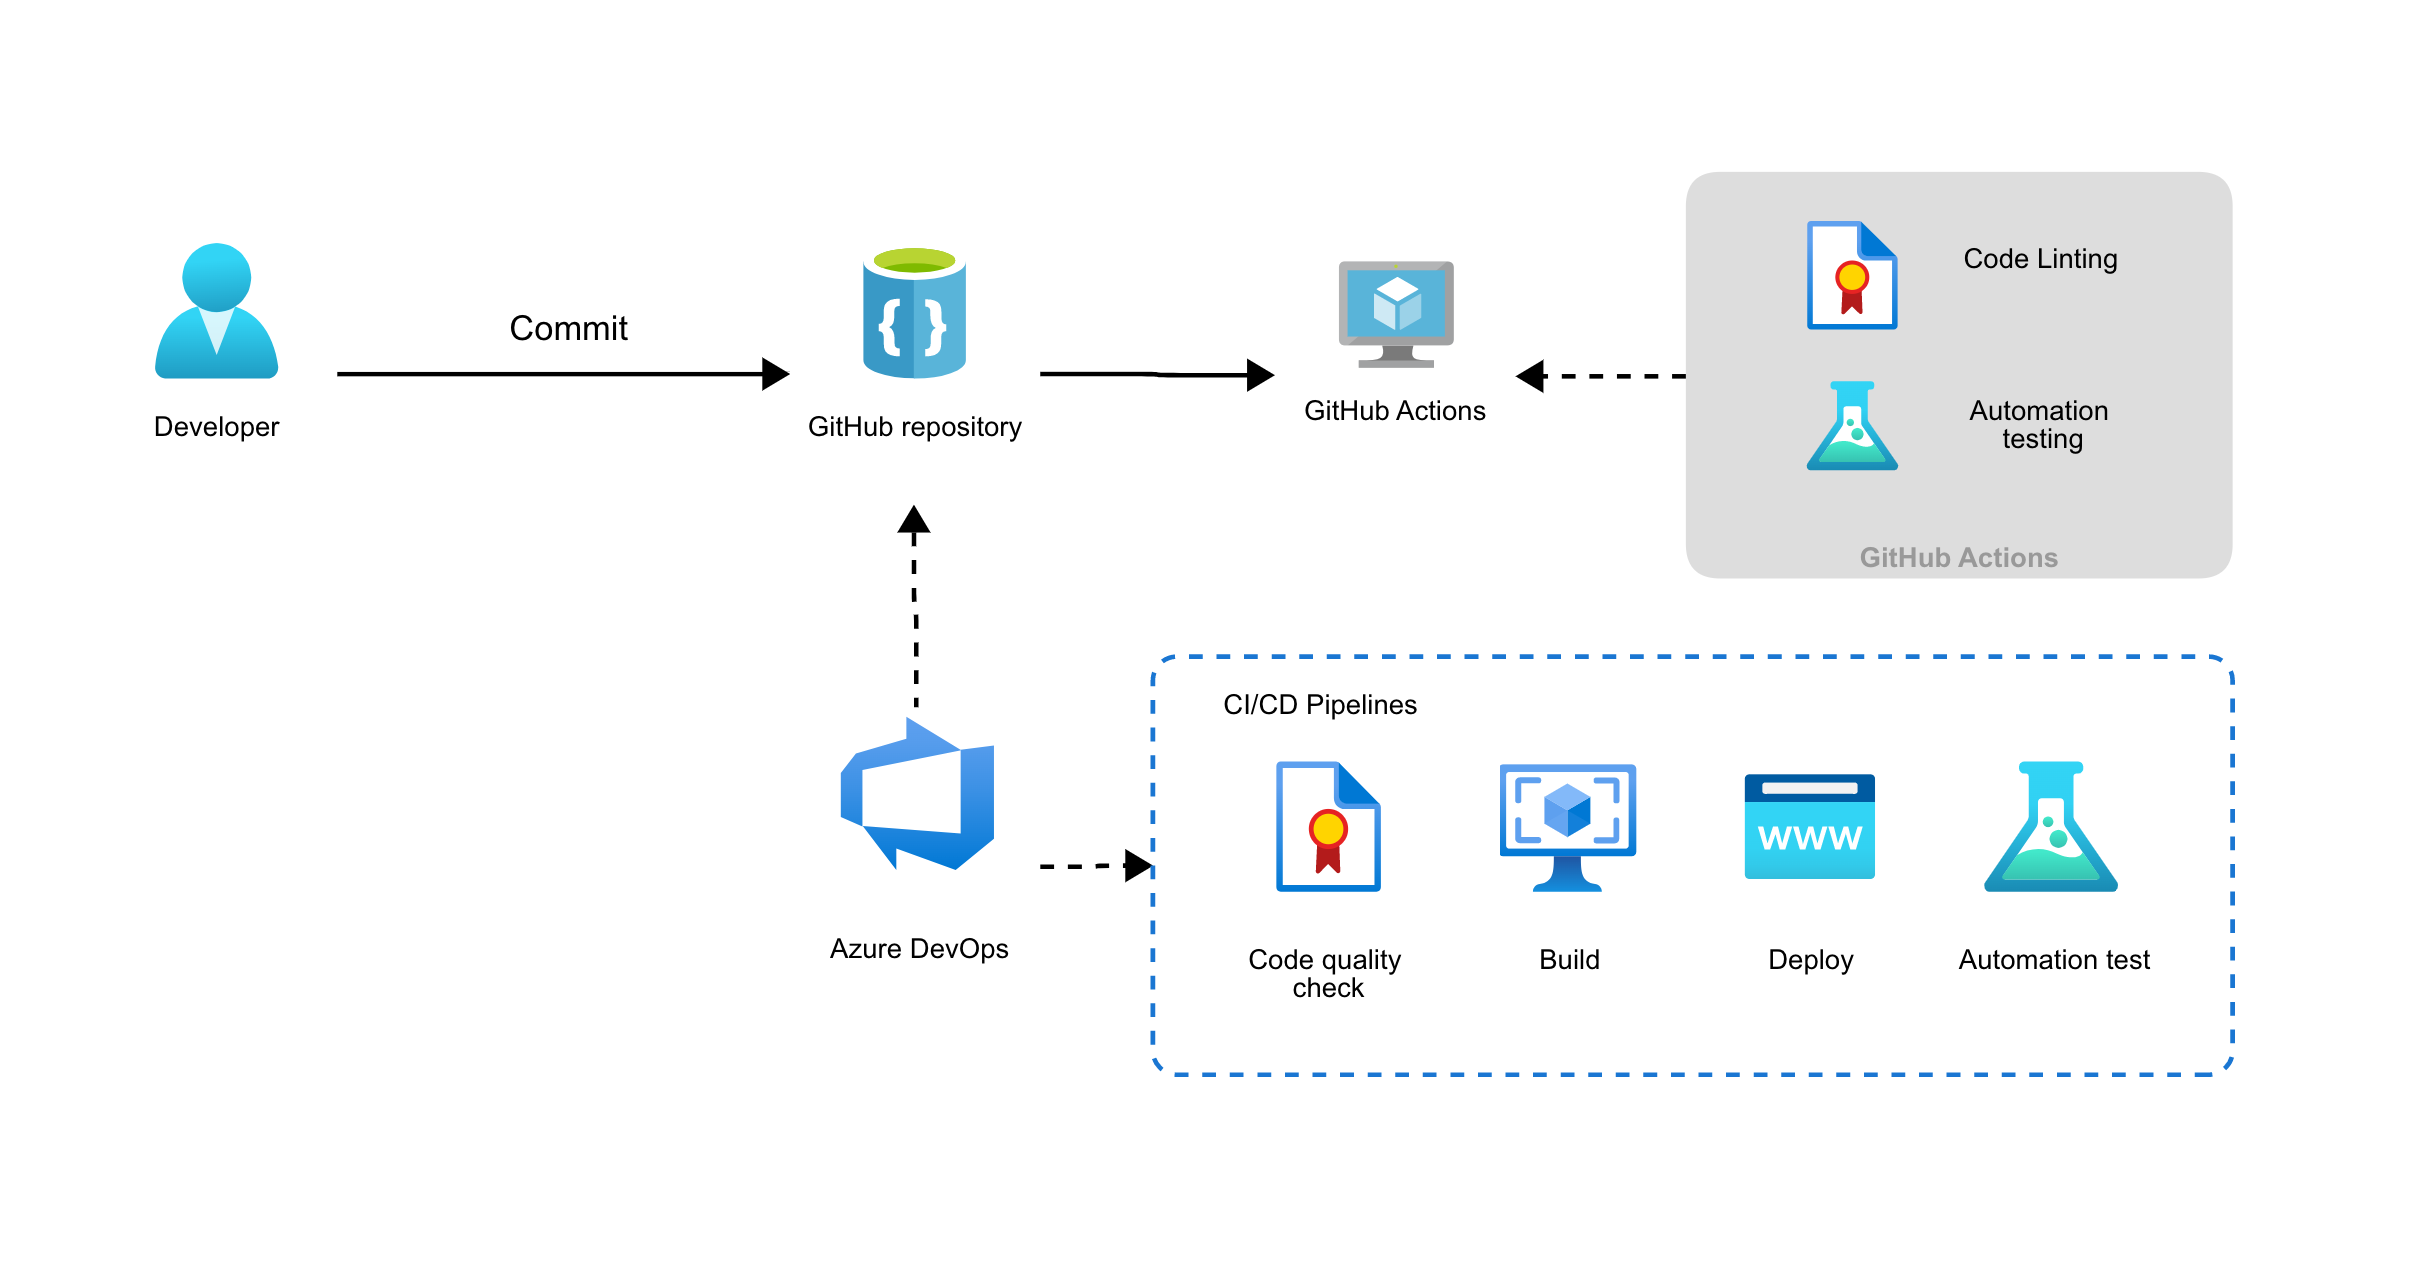 Commit
Developer
GitHub repository
GitHub Actions
Code Linting
Automation
testing
GitHub Actions
Azure DevOps
CI/CD Pipelines
www
Code quality
check
Build
Deploy
Automation test